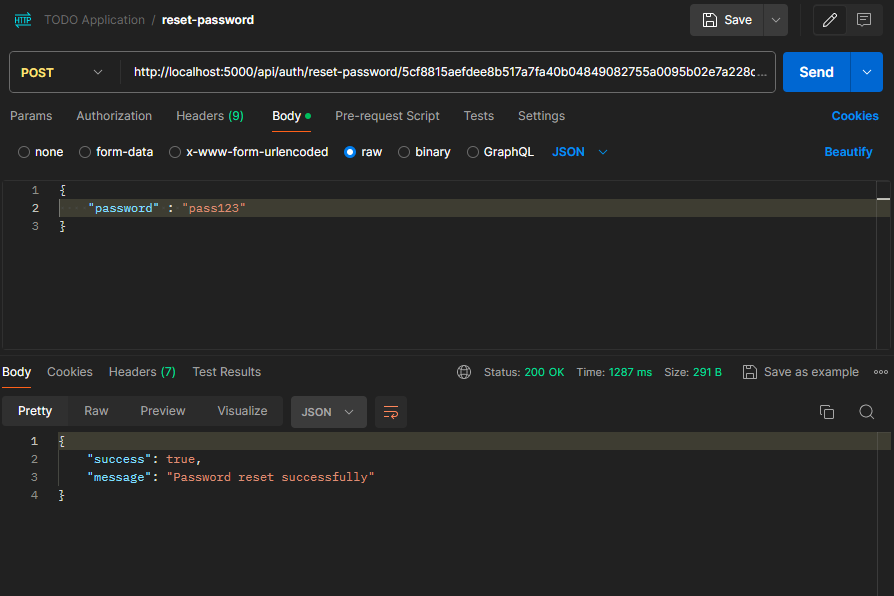 HTTP TODO Application / reset-password Save
POST http://localhost:5000/api/auth/reset-password/5cf8815aefdee8b517a7fa40b04849082755a0095b02e7a228c... Send
Params Authorization Headers (9) Body Pre-request Script Tests Settings Cookies
none form-data x-www-form-urlencoded raw binary GraphQL JSON Beautify
1 {
2 "password" : "pass123"
3 }
Body Cookies Headers (7) Test Results Status: 200 OK Time: 1287 ms Size: 291 B Save as example
Pretty Raw Preview Visualize JSON
1 {
2 "success": true,
3 "message": "Password reset successfully"
4 }